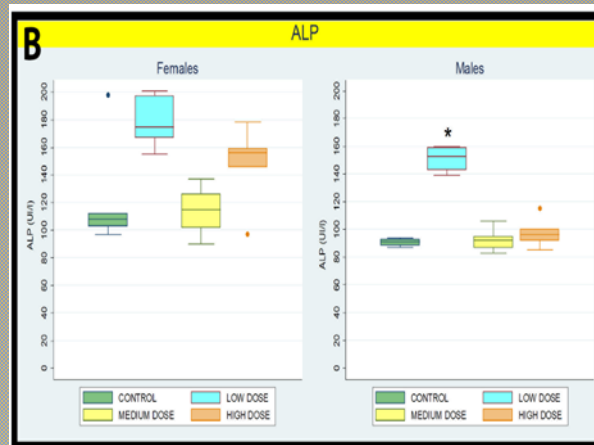 B
ALP
Females
Males
ALP (UI/l)
200
180
160
140
120
100
80
60
40
20
0
ALP (UI/l)
200
180
160
140
120
100
80
60
40
20
0
*
CONTROL LOW DOSE
MEDIUM DOSE HIGH DOSE
CONTROL LOW DOSE
MEDIUM DOSE HIGH DOSE